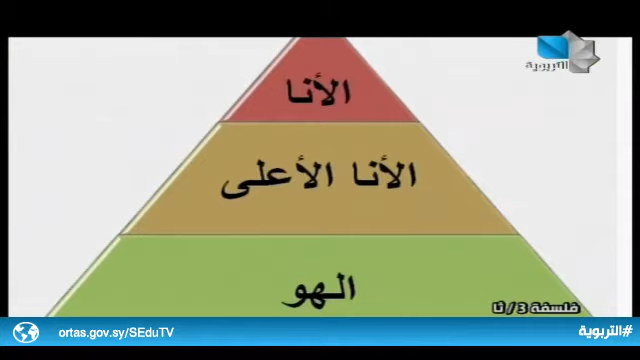 التربوية
الأنا
الأنا الأعلى
الهو
فلسفة 3/ثا
ortas.gov.sy/SEduTV
#التربوية